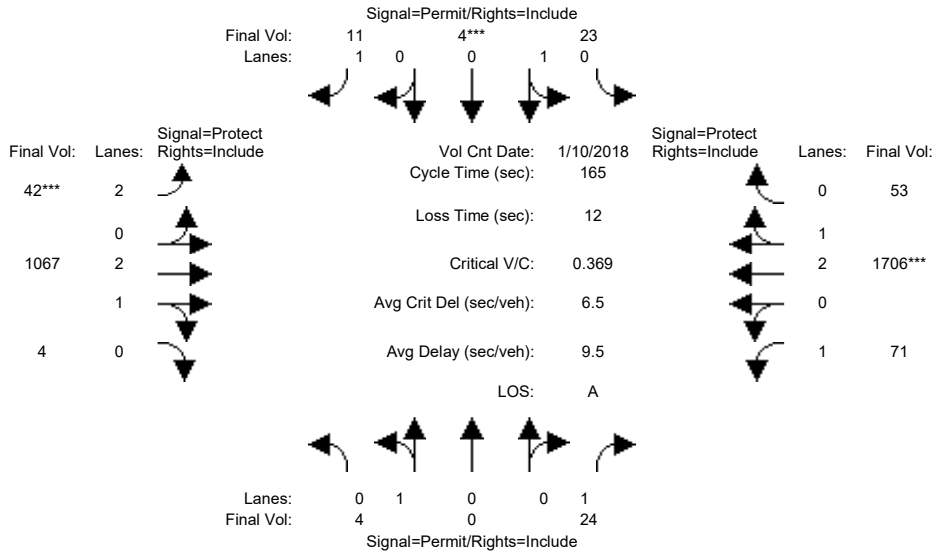 Signal=Permit/Rights=Include
Final Vol: 11 4*** 23
Lanes: 1 0 0 1 0
Signal=Protect
Final Vol: Lanes: Rights=Include
Vol Cnt Date: 1/10/2018
Signal=Protect
Rights=Include Lanes: Final Vol:
Cycle Time (sec): 165
42*** 2
0 53
Loss Time (sec): 12
0
1
1067 2
Critical V/C: 0.369
2 1706***
1
Avg Crit Del (sec/veh): 6.5
0
4 0
Avg Delay (sec/veh): 9.5
1 71
LOS: A
Lanes: 0 1 0 0 1
Final Vol: 4 0 24
Signal=Permit/Rights=Include